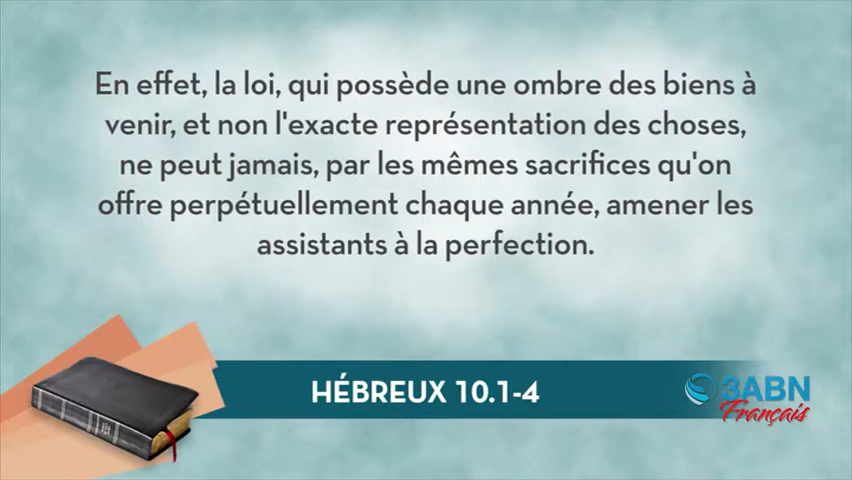 En effet, la loi, qui possède une ombre des biens à
venir, et non l'exacte représentation des choses,
ne peut jamais, par les mêmes sacrifices qu'on
offre perpétuellement chaque année, amener les
assistants à la perfection.
HÉBREUX 10.1-4
3ABN
Français